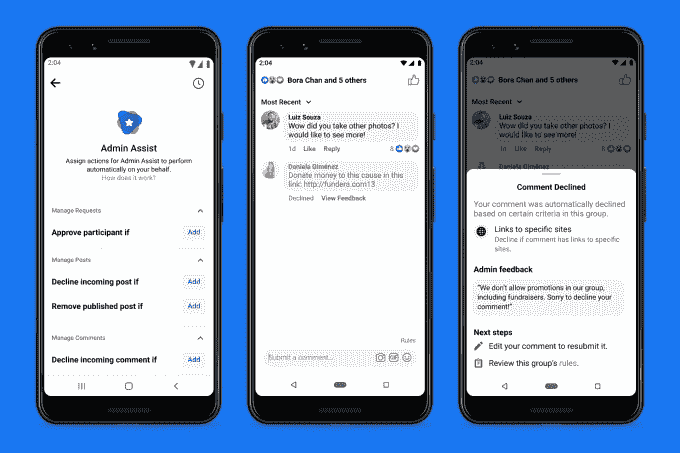 2:04
Admin Assist
Assign actions for Admin Assist to perform
automatically on your behalf.
How does it work?
Manage Requests
Approve participant if
Add
Manage Posts
Decline incoming post if
Add
Remove published post if
Add
Manage Comments
Decline incoming comment if
Add
2:04
Bora Chan and 5 others
Most Recent
Luiz Souza
Wow did you take other photos? I
would like to see more!
1d Like Reply
8
Daniela Giménez
Donate money to this cause in this
link: http://funders.com13
Declined View Feedback
Rules
Submit a comment...
GIF
2:04
Bora Chan and 5 others
Most Recent
Luiz Souza
Wow did you take other photos? I
would like to see more!
1d Like Reply
8
Daniela Giménez
Comment Declined
Your comment was automatically declined
based on certain criteria in this group.
Links to specific sites
Decline if comment has links to specific
sites.
Admin feedback
"We don't allow promotions in our group,
including fundraisers. Sorry to decline your
comment!"
Next steps
Edit your comment to resubmit it.
Review this group's rules.